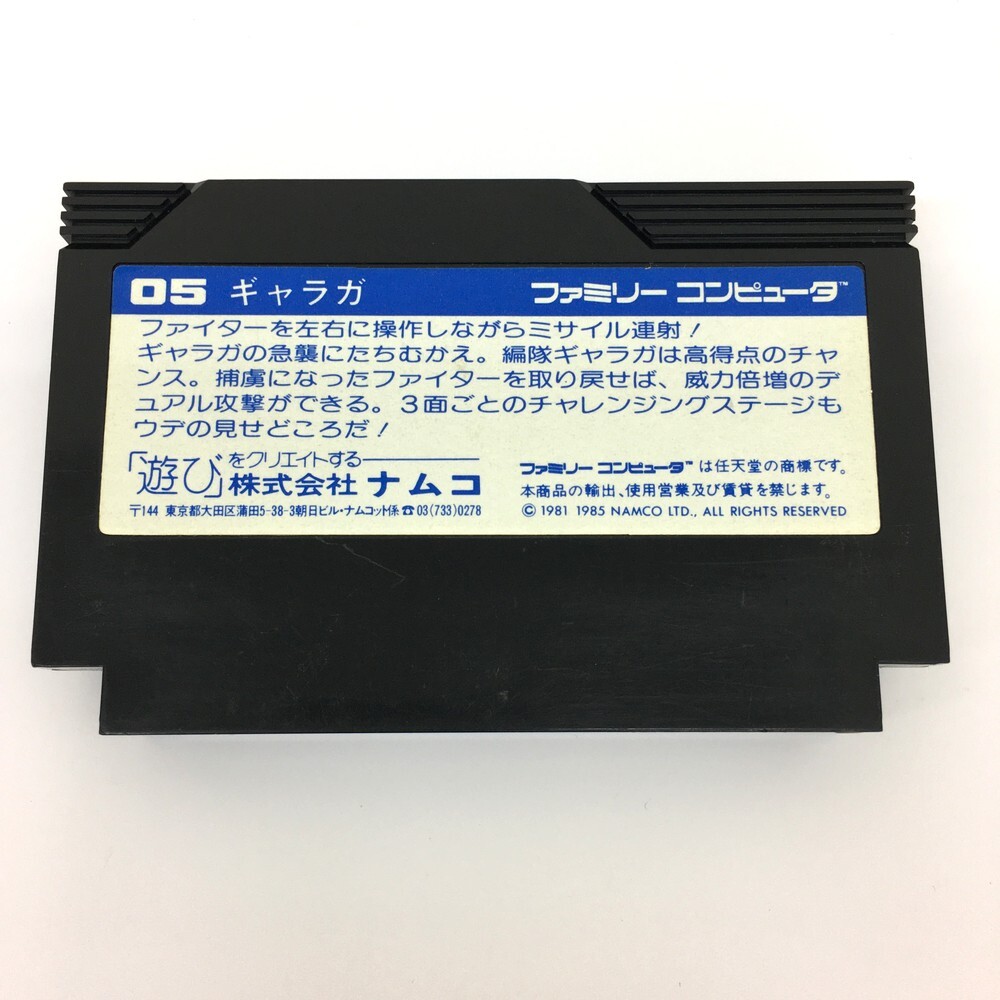 05 ギャラガ ファミリー コンピュータ™
ファイターを左右に操作しながらミサイル連射!
ギャラガの急襲にたちむかえ。編隊ギャラガは高得点のチャ
ンス。捕虜になったファイターを取り戻せば、威力倍増のデ
ュアル攻撃ができる。3面ごとのチャレンジングステージも
ウデの見せどころだ!
「遊び」をクリエイトする
株式会社 ナムコ
〒144 東京都大田区蒲田5-38-3朝日ビル・ナムコット係 ☎03(733)0278
ファミリー コンピュータ™は任天堂の商標です。
本商品の輸出、使用営業及び賃貸を禁じます。
© 1981 1985 NAMCO LTD., ALL RIGHTS RESERVED